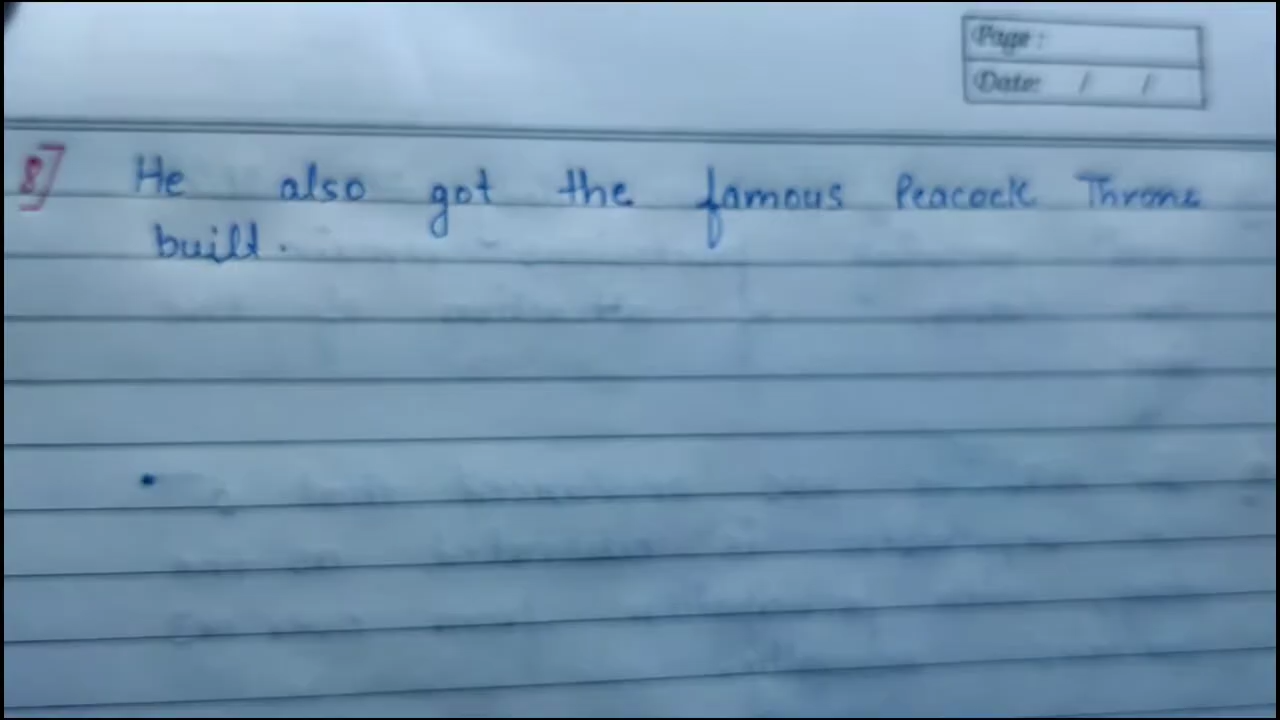 Page:
Date: / /
8] He also got the famous Peacock Throne
built.